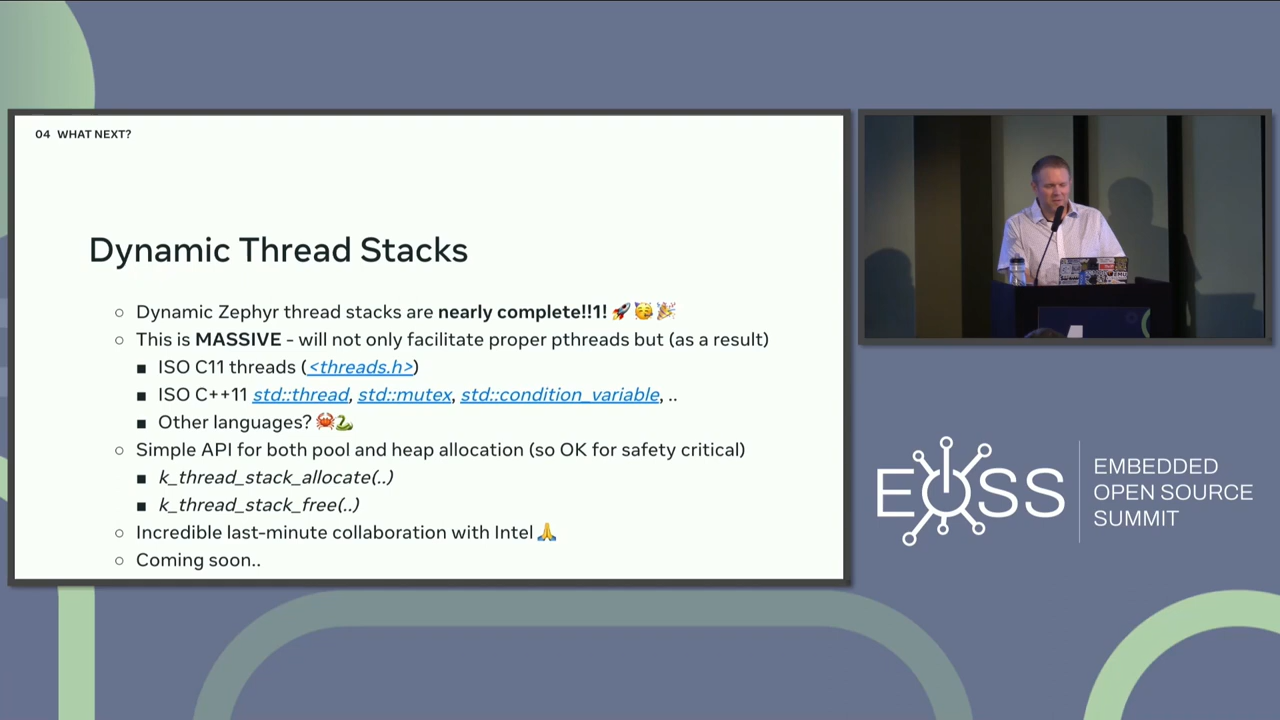 04 WHAT NEXT?
Dynamic Thread Stacks
○ Dynamic Zephyr thread stacks are nearly complete!!1! 🚀🥳🎉
○ This is MASSIVE - will not only facilitate proper pthreads but (as a result)
■ ISO C11 threads (<threads.h>)
■ ISO C++11 std::thread, std::mutex, std::condition_variable, ..
■ Other languages? 🦀🐍
○ Simple API for both pool and heap allocation (so OK for safety critical)
■ k_thread_stack_allocate(..)
■ k_thread_stack_free(..)
○ Incredible last-minute collaboration with Intel 🙏
○ Coming soon..
EOSS
EMBEDDED
OPEN SOURCE
SUMMIT